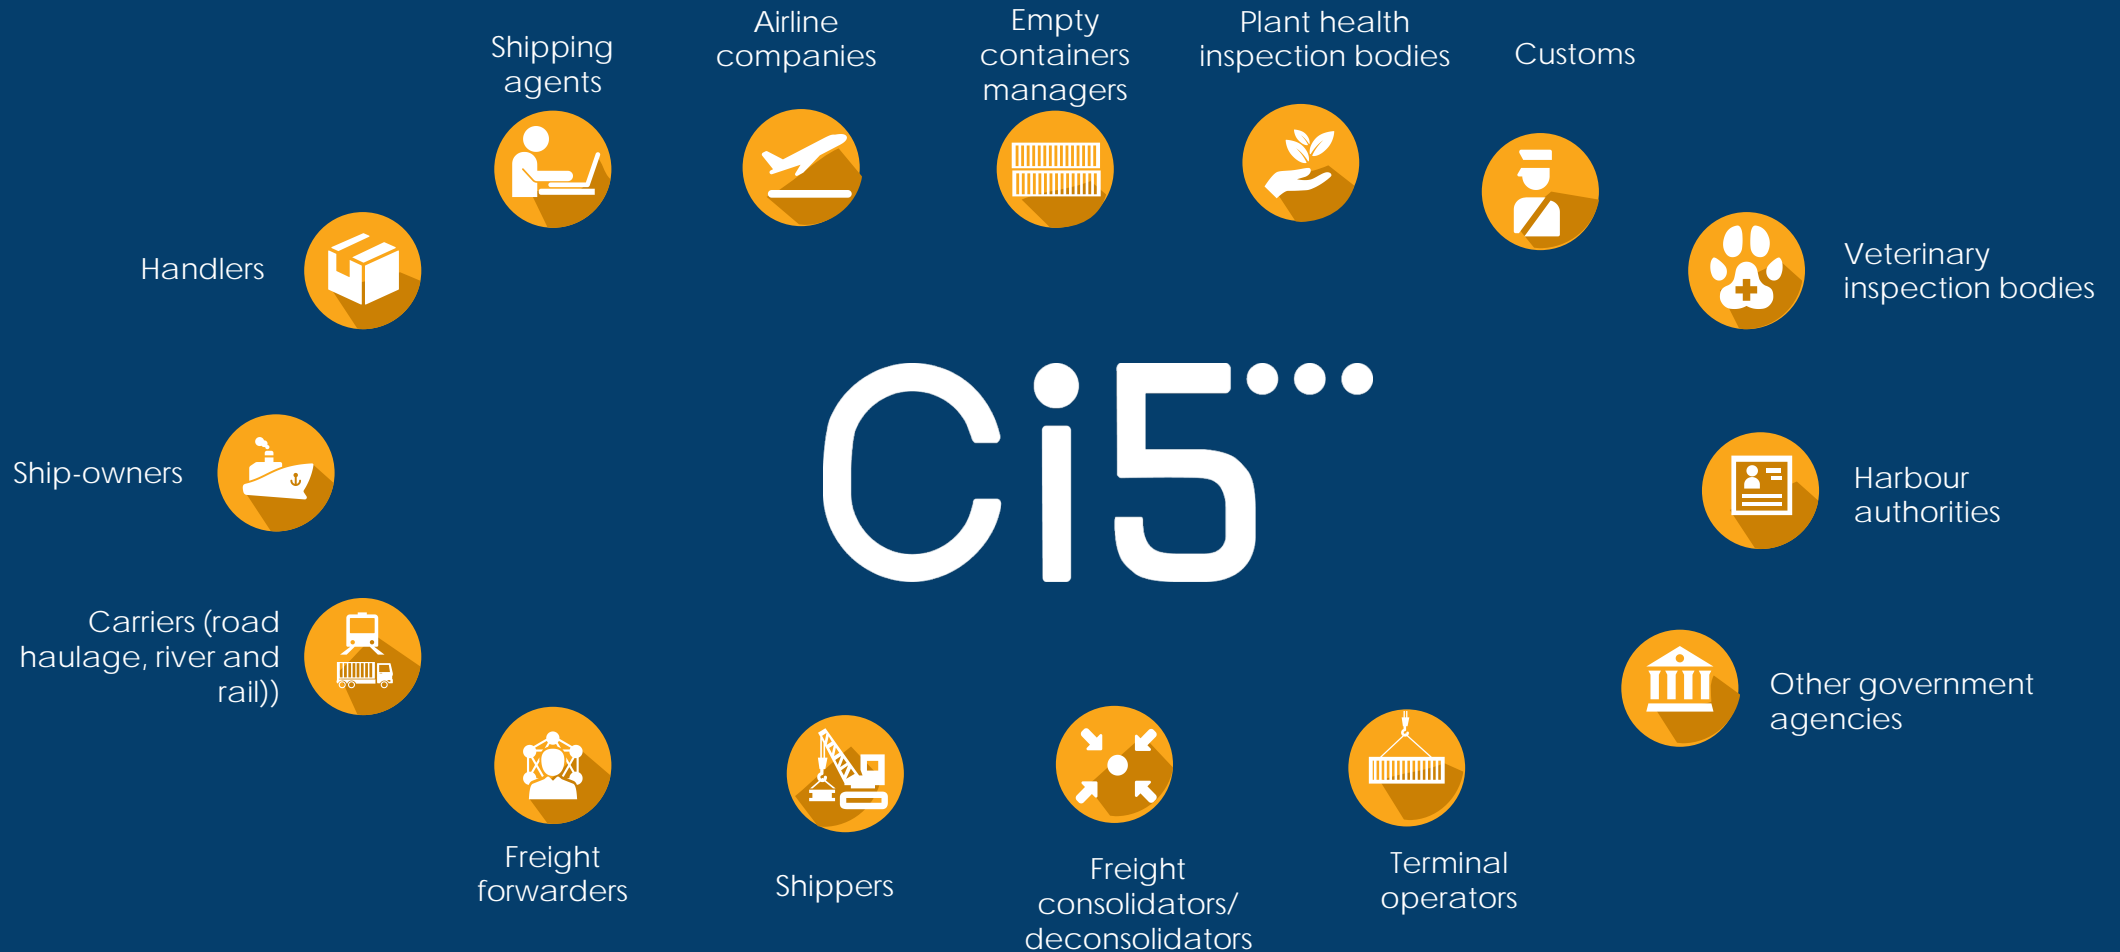 Shipping
agents
Airline
companies
Empty
containers
managers
Plant health
inspection bodies
Customs
Handlers
Veterinary
inspection bodies
Ci5
Ship-owners
Harbour
authorities
Carriers (road
haulage, river and
rail))
Other government
agencies
Freight
forwarders
Shippers
Freight
consolidators/
deconsolidators
Terminal
operators